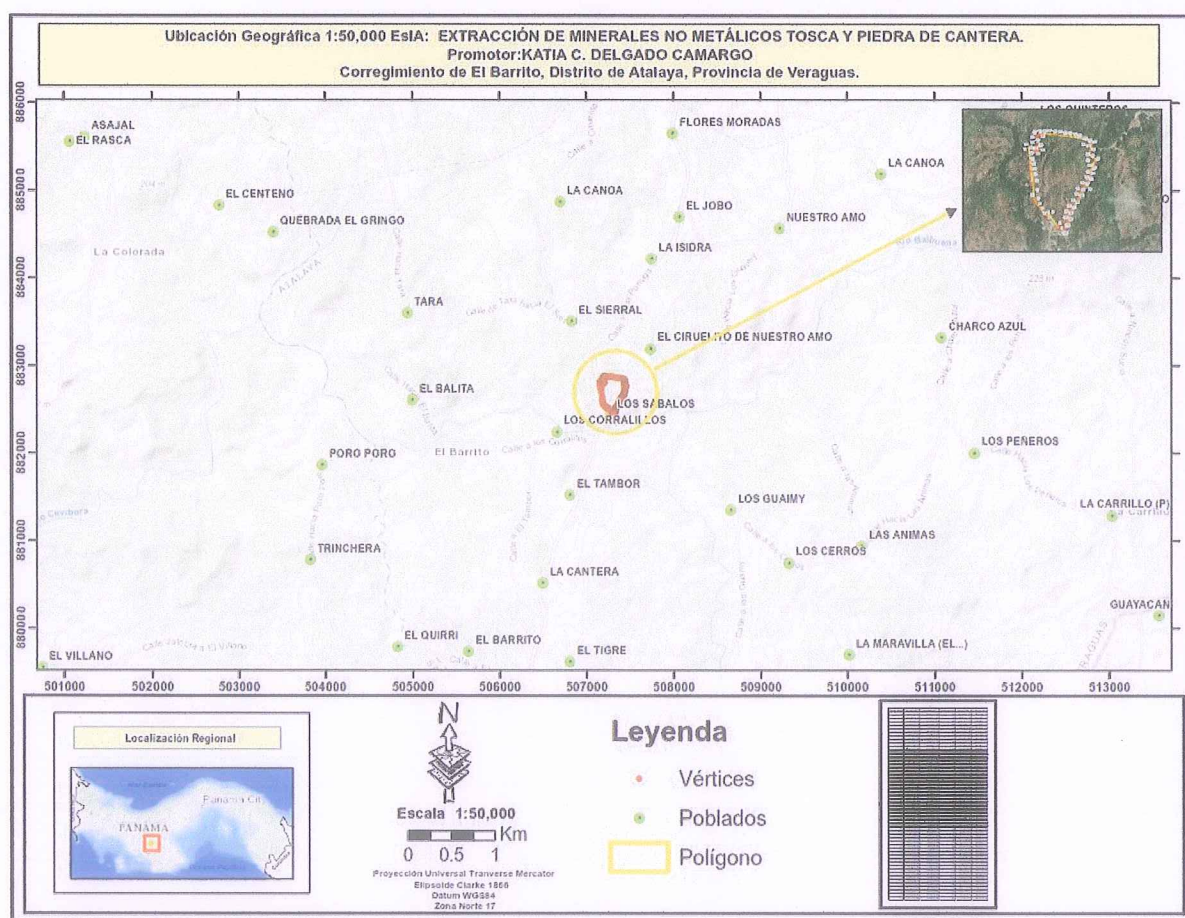 Ubicación Geográfica 1:50,000 EsIA: EXTRACCIÓN DE MINERALES NO METÁLICOS TOSCA Y PIEDRA DE CANTERA.
Promotor:KATIA C. DELGADO CAMARGO
Corregimiento de El Barrito, Distrito de Atalaya, Provincia de Veraguas.
886000
885000
884000
883000
882000
881000
880000
ASAJAL
EL RASCA
FLORES MORADAS
LOS QUINTEROS
LA CANOA
EL CENTENO
LA CANOA
QUEBRADA EL GRINGO
EL JOBO
NUESTRO AMO
La Colorada
ATALAYA
LA ISIDRA
TARA
EL SIERRAL
EL CIRUELITO DE NUESTRO AMO
CHARCO AZUL
EL BALITA
LOS SABALOS
LOS CORRALILLOS
PORO PORO
El Barrito
LOS PEÑEROS
EL TAMBOR
LOS GUAIMY
LA CARRILLO (P)
La Carrillo
TRINCHERA
LAS ANIMAS
LOS CERROS
LA CANTERA
GUAYACAN
EL QUIRRI
EL BARRITO
EL VILLANO
EL TIGRE
LA MARAVILLA (EL...)
501000 502000 503000 504000 505000 506000 507000 508000 509000 510000 511000 512000 513000
Localización Regional
Panama City
PANAMÁ
N
Escala 1:50,000
Km
0 0.5 1
Proyección Universal Tranverse Mercator
Elipsoide Clarke 1866
Datum WGS84
Zona Norte 17
Leyenda
Vértices
Poblados
Polígono